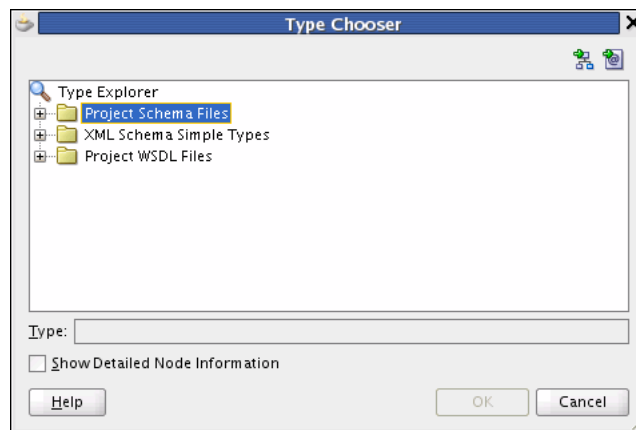 Type Chooser
Type Explorer
Project Schema Files
XML Schema Simple Types
Project WSDL Files
Type:
Show Detailed Node Information
Help
OK
Cancel